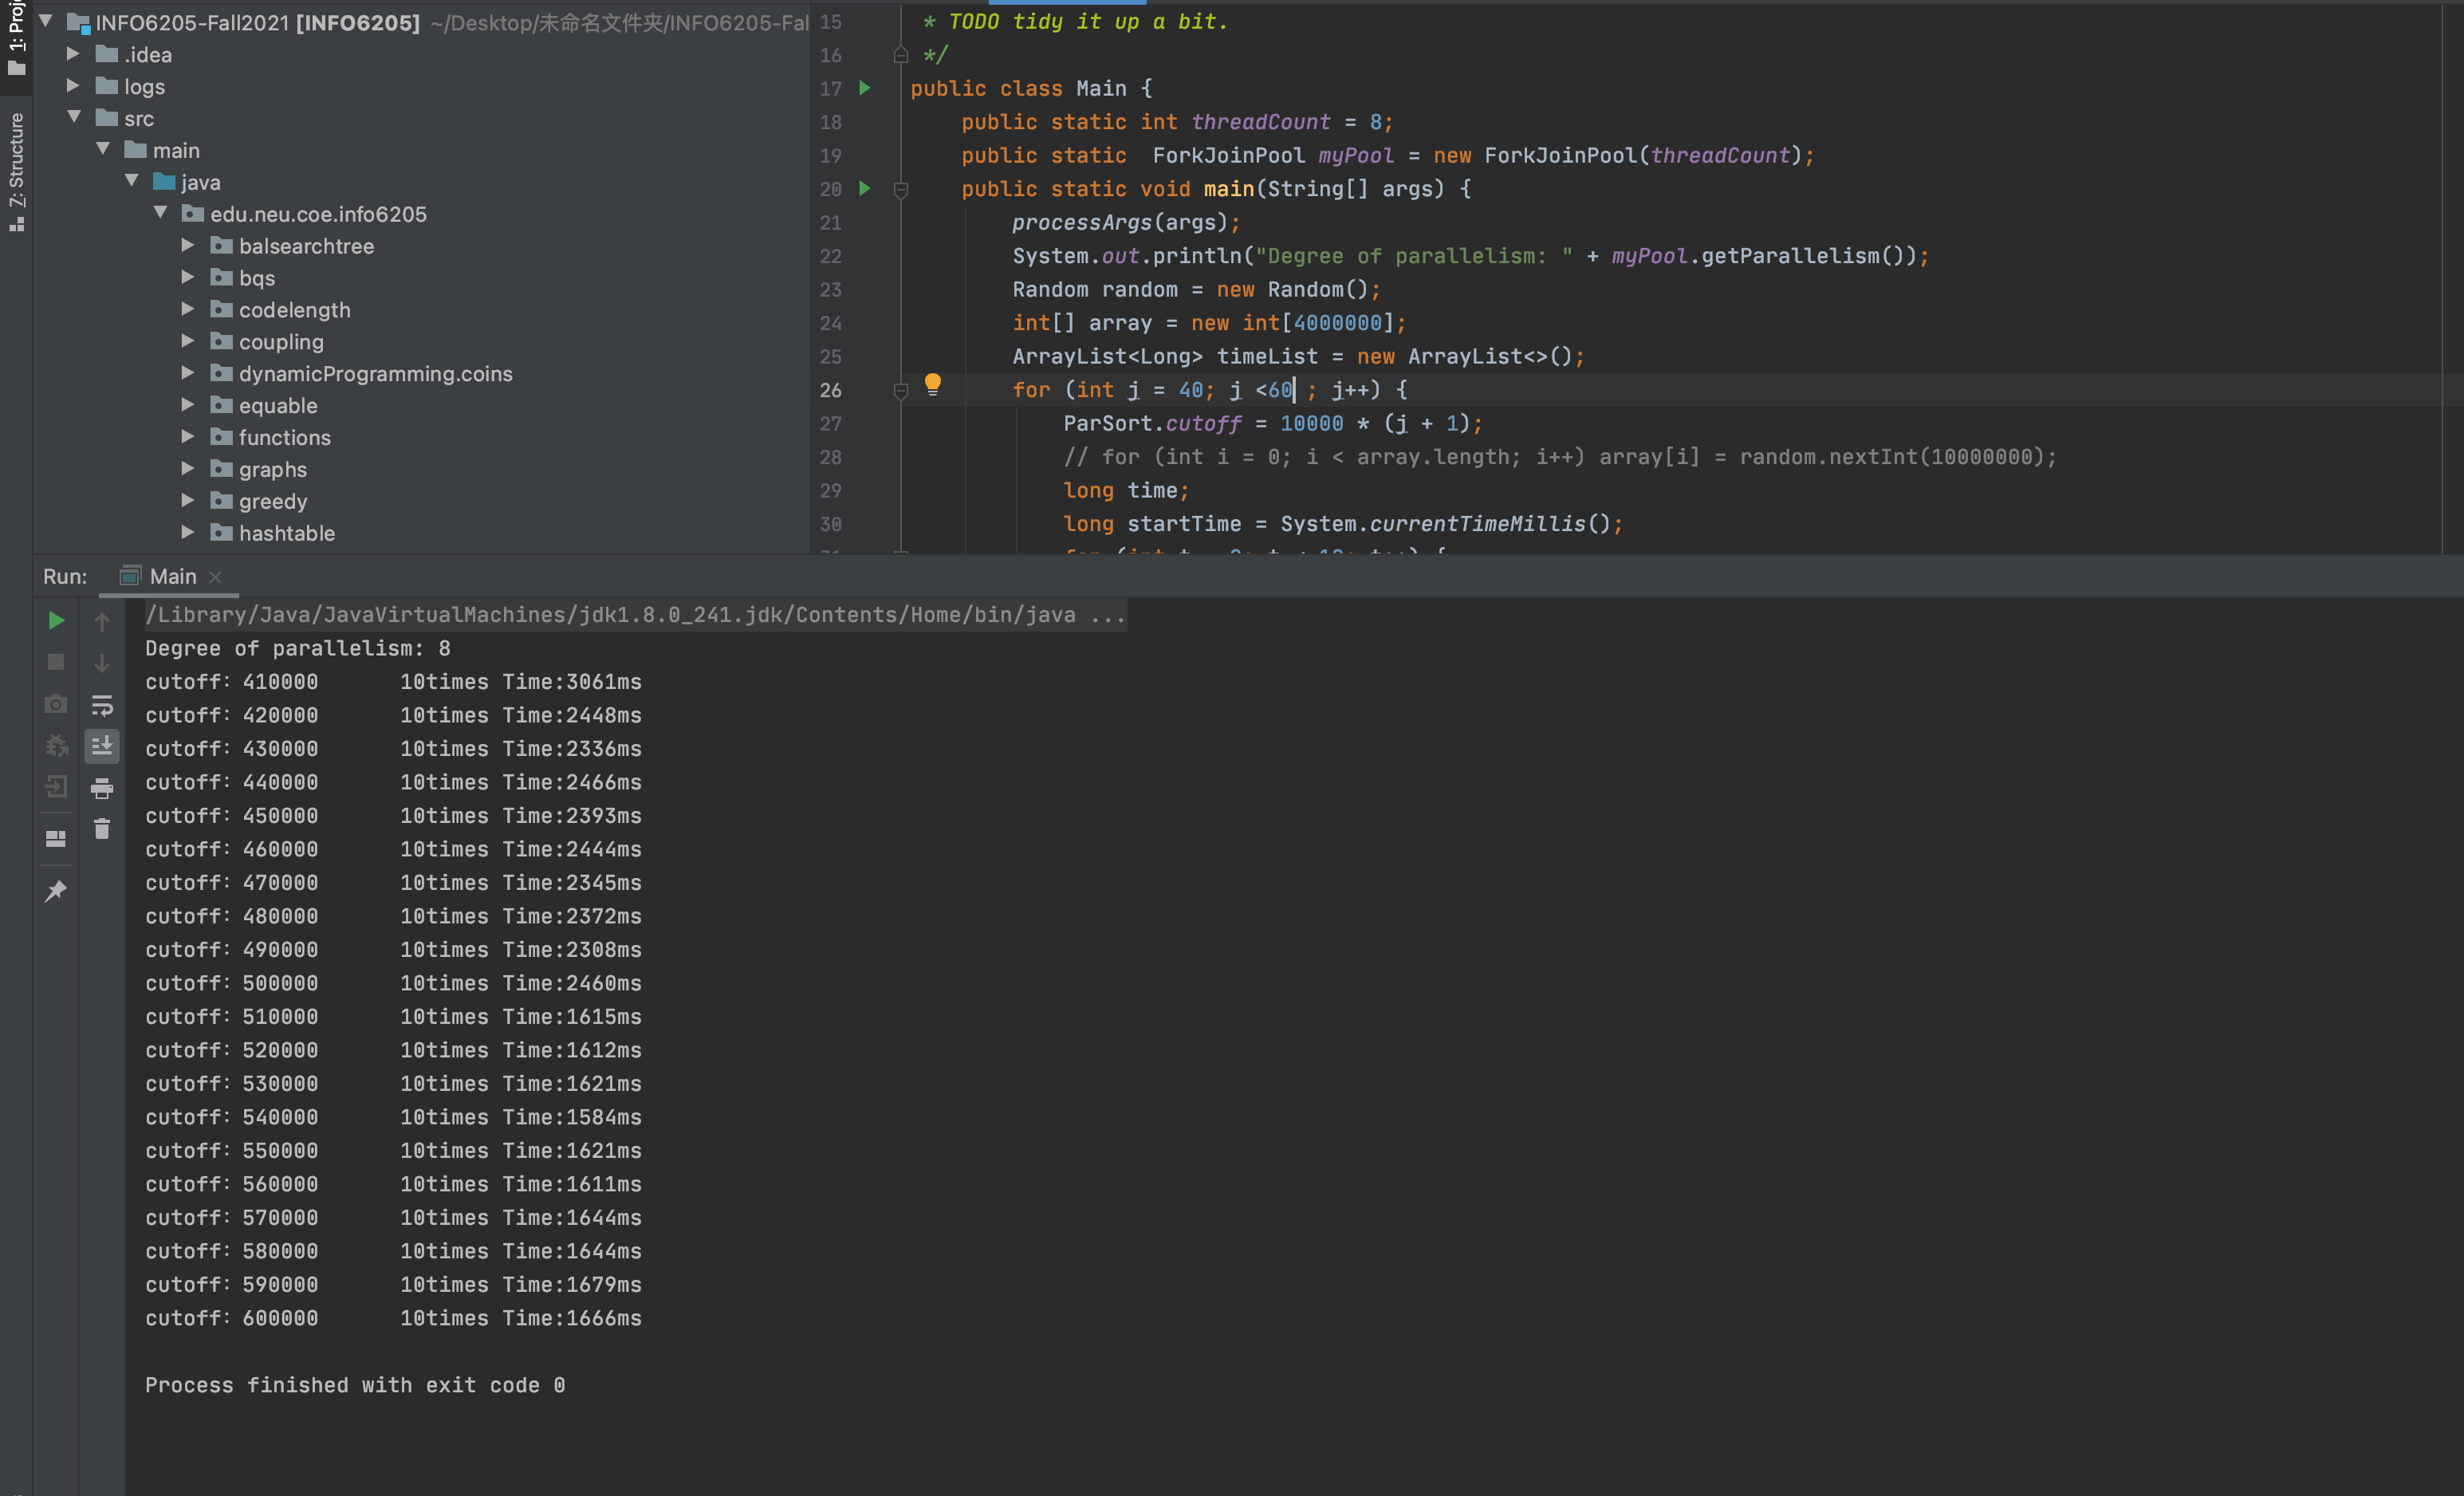 1: Proje
7: Structure
INFO6205-Fall2021 [INFO6205] ~/Desktop/未命名文件夹/INFO6205-Fal
.idea
logs
src
main
java
edu.neu.coe.info6205
balsearchtree
bqs
codelength
coupling
dynamicProgramming.coins
equable
functions
graphs
greedy
hashtable
15 * TODO tidy it up a bit.
16 */
17 public class Main {
18 public static int threadCount = 8;
19 public static  ForkJoinPool myPool = new ForkJoinPool(threadCount);
20 public static void main(String[] args) {
21 processArgs(args);
22 System.out.println("Degree of parallelism: " + myPool.getParallelism());
23 Random random = new Random();
24 int[] array = new int[4000000];
25 ArrayList<Long> timeList = new ArrayList<>();
26 for (int j = 40; j <60 ; j++) {
27 ParSort.cutoff = 10000 * (j + 1);
28 // for (int i = 0; i < array.length; i++) array[i] = random.nextInt(10000000);
29 long time;
30 long startTime = System.currentTimeMillis();
Run: Main
/Library/Java/JavaVirtualMachines/jdk1.8.0_241.jdk/Contents/Home/bin/java ...
Degree of parallelism: 8
cutoff: 410000 10times Time:3061ms
cutoff: 420000 10times Time:2448ms
cutoff: 430000 10times Time:2336ms
cutoff: 440000 10times Time:2466ms
cutoff: 450000 10times Time:2393ms
cutoff: 460000 10times Time:2444ms
cutoff: 470000 10times Time:2345ms
cutoff: 480000 10times Time:2372ms
cutoff: 490000 10times Time:2308ms
cutoff: 500000 10times Time:2460ms
cutoff: 510000 10times Time:1615ms
cutoff: 520000 10times Time:1612ms
cutoff: 530000 10times Time:1621ms
cutoff: 540000 10times Time:1584ms
cutoff: 550000 10times Time:1621ms
cutoff: 560000 10times Time:1611ms
cutoff: 570000 10times Time:1644ms
cutoff: 580000 10times Time:1644ms
cutoff: 590000 10times Time:1679ms
cutoff: 600000 10times Time:1666ms
Process finished with exit code 0